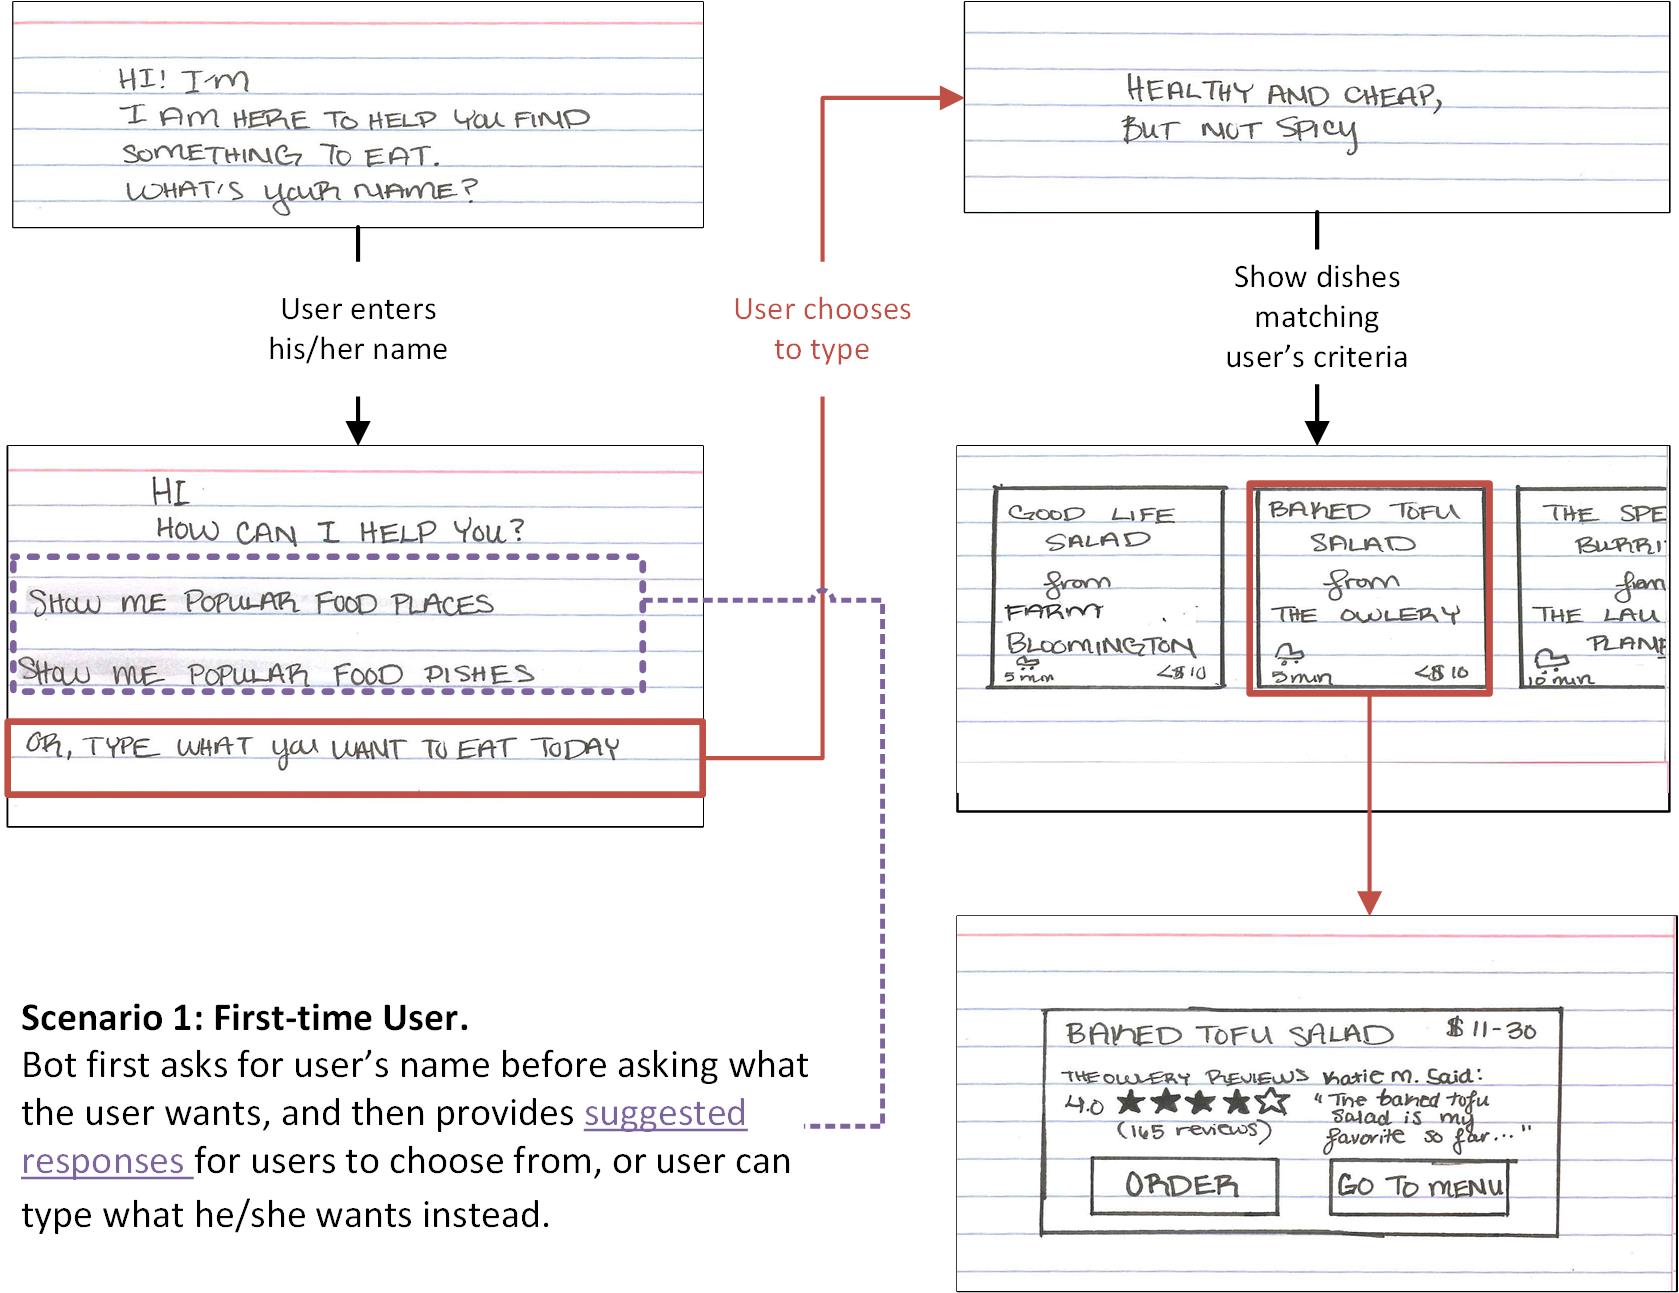 HI! I'M
I AM HERE TO HELP YOU FIND
SOMETHING TO EAT.
WHAT'S YOUR NAME?
User enters
his/her name
HI
HOW CAN I HELP YOU?
SHOW ME POPULAR FOOD PLACES
SHOW ME POPULAR FOOD DISHES
OR, TYPE WHAT YOU WANT TO EAT TODAY
User chooses
to type
HEALTHY AND CHEAP,
BUT NOT SPICY
Show dishes
matching
user’s criteria
GOOD LIFE
SALAD
from
FARM
BLOOMINGTON
5 min <$10
BAKED TOFU
SALAD
from
THE OWLERY
5 min <$10
THE SPE
BURRI
from
THE LAU
PLANE
10 min
BAKED TOFU SALAD $11-30
THE OWLERY REVIEWS
4.0
(165 reviews)
Katie M. Said:
"The baked tofu
salad is my
favorite so far..."
ORDER
GO TO MENU
Scenario 1: First-time User.
Bot first asks for user’s name before asking what
the user wants, and then provides suggested
responses for users to choose from, or user can
type what he/she wants instead.